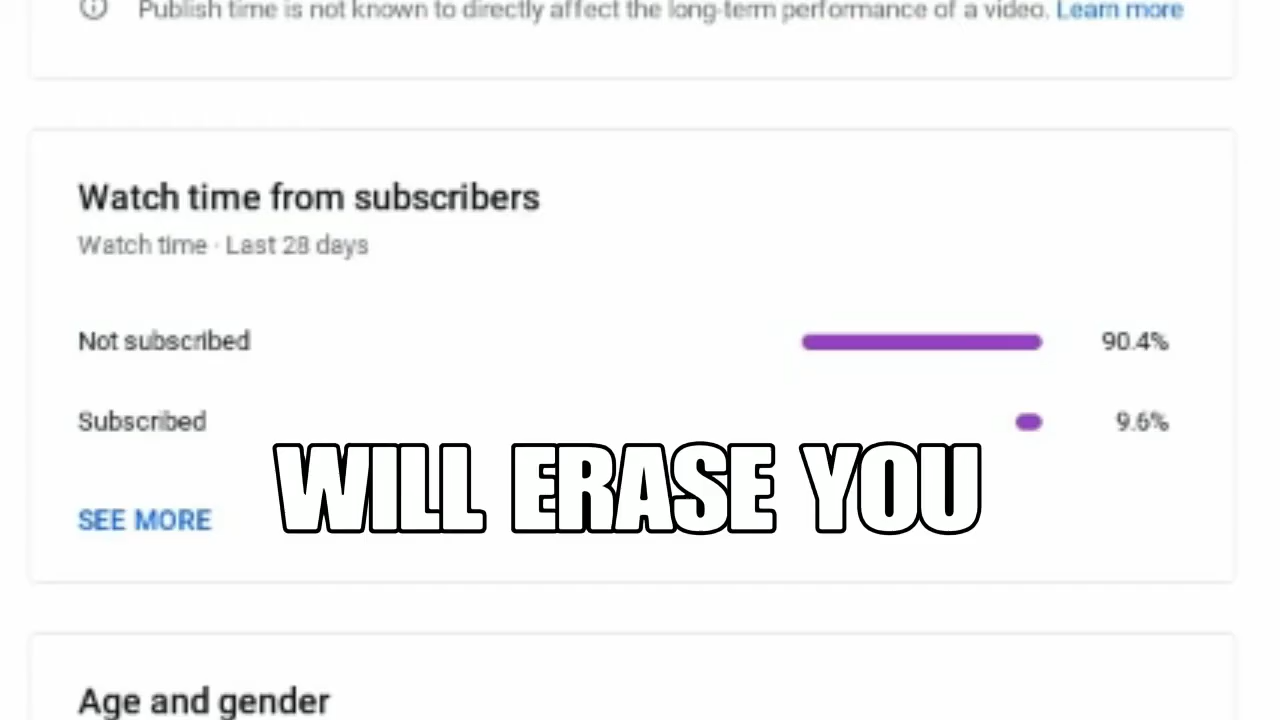 Publish time is not known to directly affect the long-term performance of a video. Learn more
Watch time from subscribers
Watch time · Last 28 days
Not subscribed 90.4%
Subscribed 9.6%
WILL ERASE YOU
SEE MORE
Age and gender